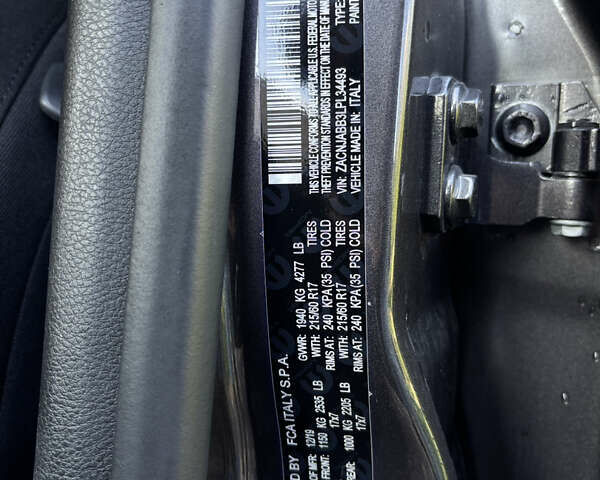 D BY FCA ITALY S.P.A.
OF MFR: 12/19 GVWR: 1940 KG 4277 LB
FRONT: 1150 KG 2535 LB WITH: 215/60 R17 TIRES
17x7 RIMS AT: 240 KPA(35 PSI) COLD
REAR: 1000 KG 2205 LB WITH: 215/60 R17 TIRES
17x7 RIMS AT: 240 KPA(35 PSI) COLD
THIS VEHICLE CONFORMS TO ALL APPLICABLE U.S. FEDERAL MOTOR
THEFT PREVENTION STANDARDS IN EFFECT ON THE DATE OF MAN
VIN: ZACNJABB3LPL34493 TYPE:
VEHICLE MADE IN: ITALY PAINT